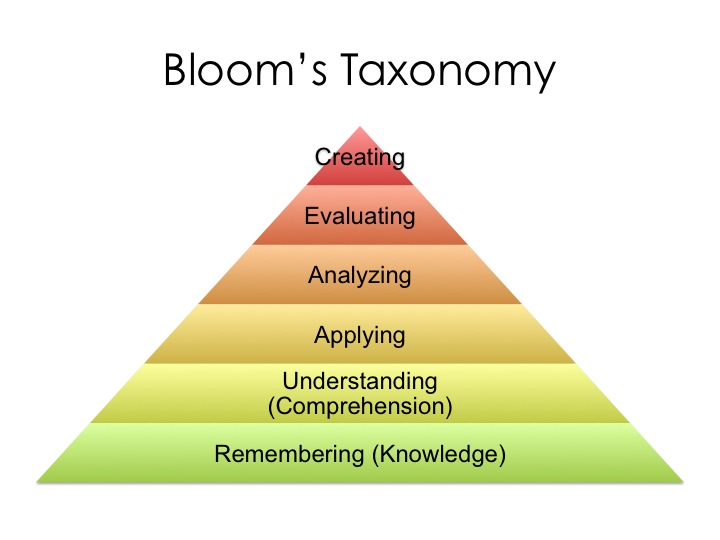 Bloom’s Taxonomy
Creating
Evaluating
Analyzing
Applying
Understanding
(Comprehension)
Remembering (Knowledge)